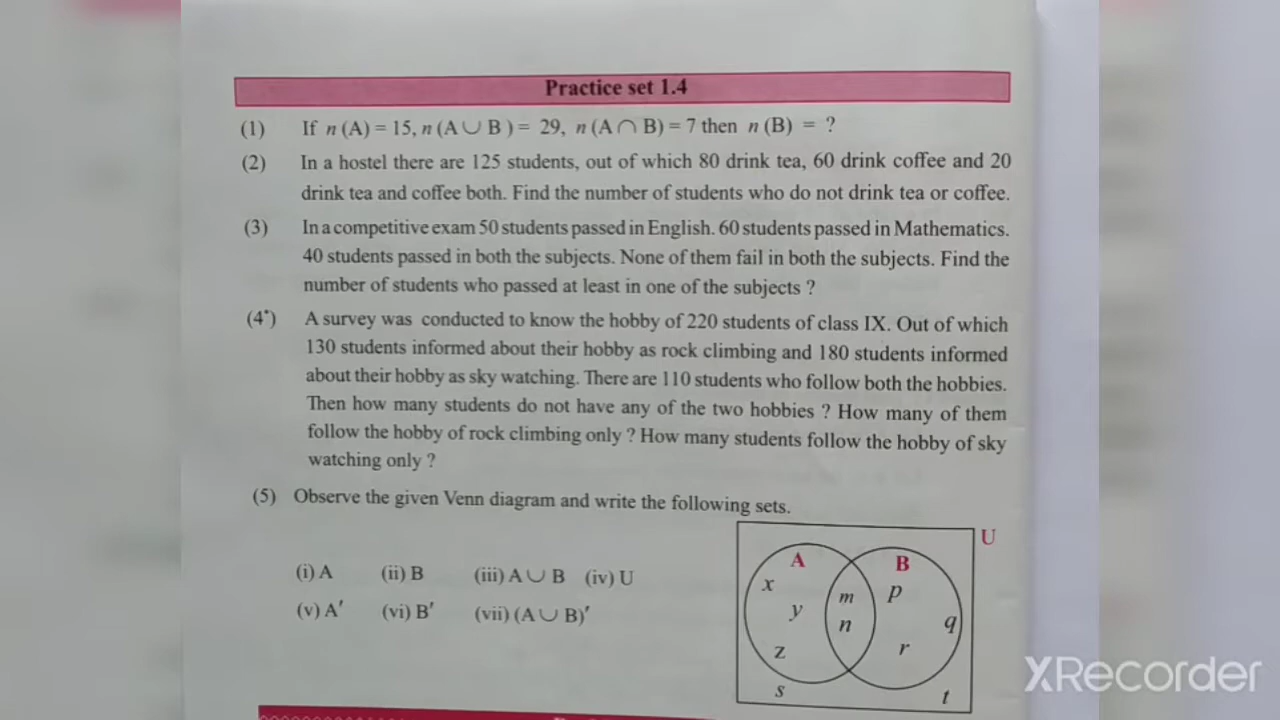 Practice set 1.4
(1) If n (A) = 15, n (A ∪ B ) = 29, n (A ∩ B) = 7 then n (B) = ?
(2) In a hostel there are 125 students, out of which 80 drink tea, 60 drink coffee and 20
drink tea and coffee both. Find the number of students who do not drink tea or coffee.
(3) In a competitive exam 50 students passed in English. 60 students passed in Mathematics.
40 students passed in both the subjects. None of them fail in both the subjects. Find the
number of students who passed at least in one of the subjects ?
(4*) A survey was conducted to know the hobby of 220 students of class IX. Out of which
130 students informed about their hobby as rock climbing and 180 students informed
about their hobby as sky watching. There are 110 students who follow both the hobbies.
Then how many students do not have any of the two hobbies ? How many of them
follow the hobby of rock climbing only ? How many students follow the hobby of sky
watching only ?
(5) Observe the given Venn diagram and write the following sets.
(i) A (ii) B (iii) A ∪ B (iv) U
(v) A′ (vi) B′ (vii) (A ∪ B)′
U
A B
x m p
y n q
z r
s t
XRecorder